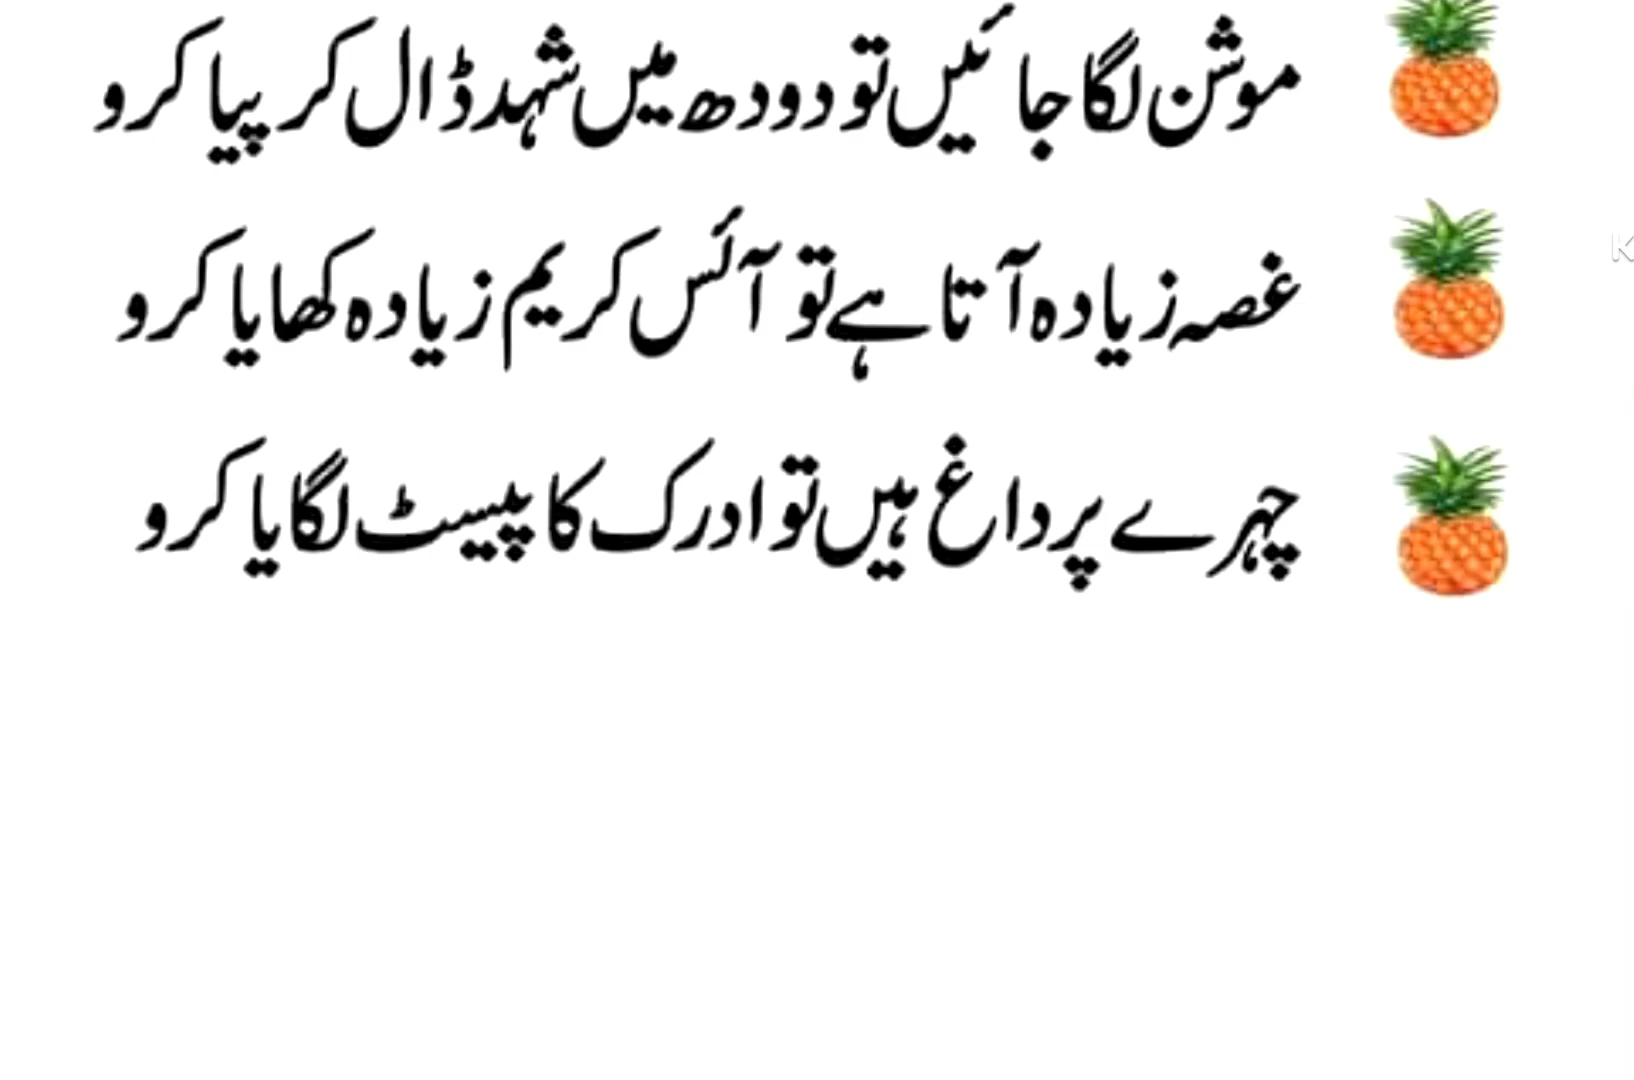 موشن لگا جائیں تو دودھ میں شہد ڈال کر پیا کرو
غصہ زیادہ آتا ہے تو آئس کریم زیادہ کھایا کرو
K
چہرے پر داغ ہیں تو ادرک کا پیسٹ لگایا کرو